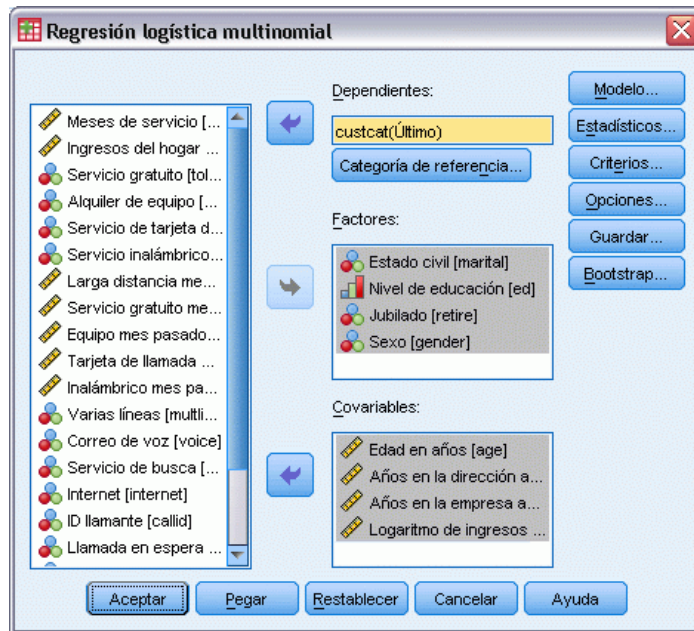 Regresión logística multinomial
Meses de servicio [...
Ingresos del hogar ...
Servicio gratuito [tol...
Alquiler de equipo [...
Servicio de tarjeta d...
Servicio inalámbrico...
Larga distancia me...
Servicio gratuito me...
Equipo mes pasado...
Tarjeta de llamada ...
Inalámbrico mes pa...
Varias líneas [multli...
Correo de voz [voice]
Servicio de busca [...
Internet [internet]
ID llamante [callid]
Llamada en espera ...
Dependientes:
custcat(Último)
Categoría de referencia...
Factores:
Estado civil [marital]
Nivel de educación [ed]
Jubilado [retire]
Sexo [gender]
Covariables:
Edad en años [age]
Años en la dirección a...
Años en la empresa a...
Logaritmo de ingresos ...
Modelo...
Estadísticos...
Criterios...
Opciones...
Guardar...
Bootstrap...
Aceptar
Pegar
Restablecer
Cancelar
Ayuda